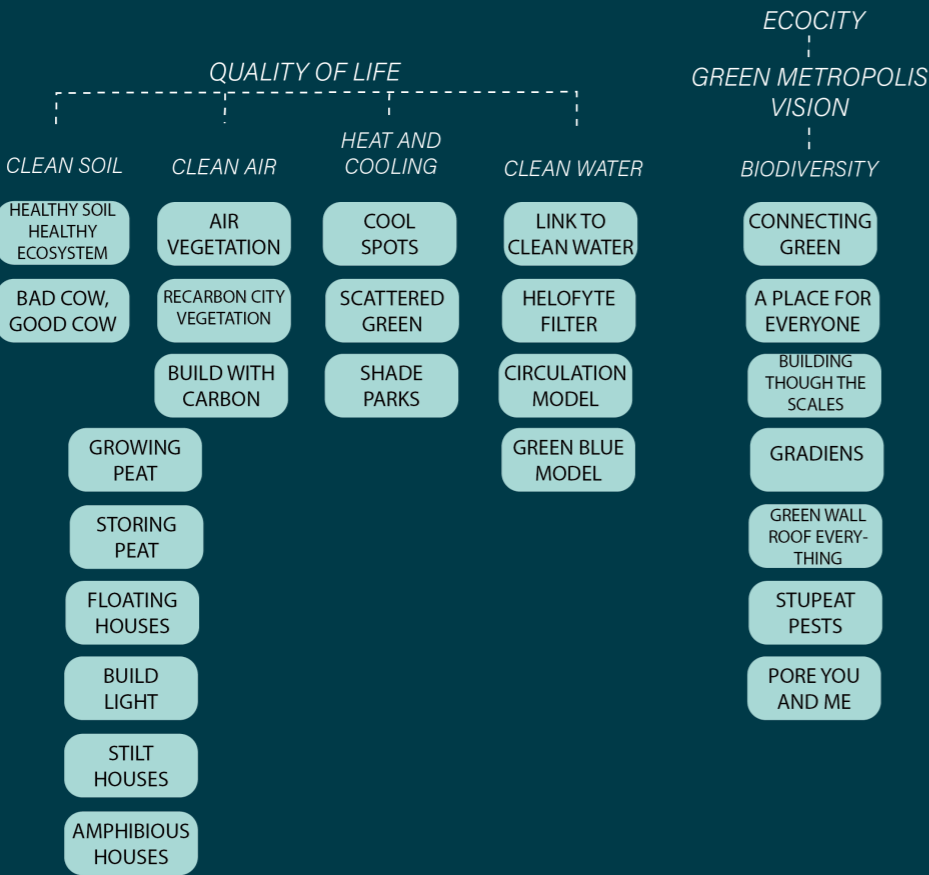 ECOCITY
GREEN METROPOLIS
VISION
BIODIVERSITY
QUALITY OF LIFE
CLEAN SOIL
CLEAN AIR
HEAT AND
COOLING
CLEAN WATER
HEALTHY SOIL
HEALTHY
ECOSYSTEM
BAD COW,
GOOD COW
AIR
VEGETATION
RECARBON CITY
VEGETATION
BUILD WITH
CARBON
GROWING
PEAT
STORING
PEAT
FLOATING
HOUSES
BUILD
LIGHT
STILT
HOUSES
AMPHIBIOUS
HOUSES
COOL
SPOTS
SCATTERED
GREEN
SHADE
PARKS
LINK TO
CLEAN WATER
HELOFYTE
FILTER
CIRCULATION
MODEL
GREEN BLUE
MODEL
CONNECTING
GREEN
A PLACE FOR
EVERYONE
BUILDING
THOUGH THE
SCALES
GRADIENS
GREEN WALL
ROOF EVERY-
THING
STUPEAT
PESTS
PORE YOU
AND ME